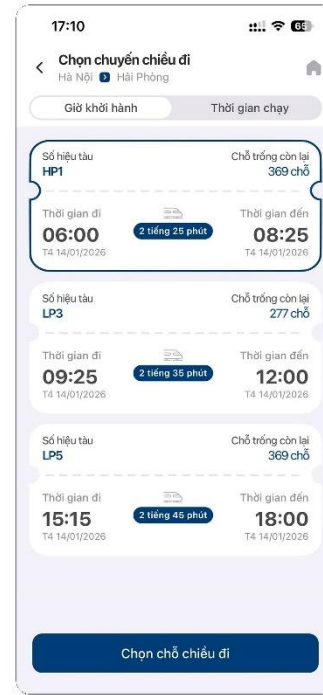 17:10
65
Chọn chuyến chiều đi
Hà Nội Hải Phòng
Giờ khởi hành Thời gian chạy
Số hiệu tàu Chỗ trống còn lại
HP1 369 chỗ
Thời gian đi Thời gian đến
06:00 2 tiếng 25 phút 08:25
T4 14/01/2026 T4 14/01/2026
Số hiệu tàu Chỗ trống còn lại
LP3 277 chỗ
Thời gian đi Thời gian đến
09:25 2 tiếng 35 phút 12:00
T4 14/01/2026 T4 14/01/2026
Số hiệu tàu Chỗ trống còn lại
LP5 369 chỗ
Thời gian đi Thời gian đến
15:15 2 tiếng 45 phút 18:00
T4 14/01/2026 T4 14/01/2026
Chọn chỗ chiều đi